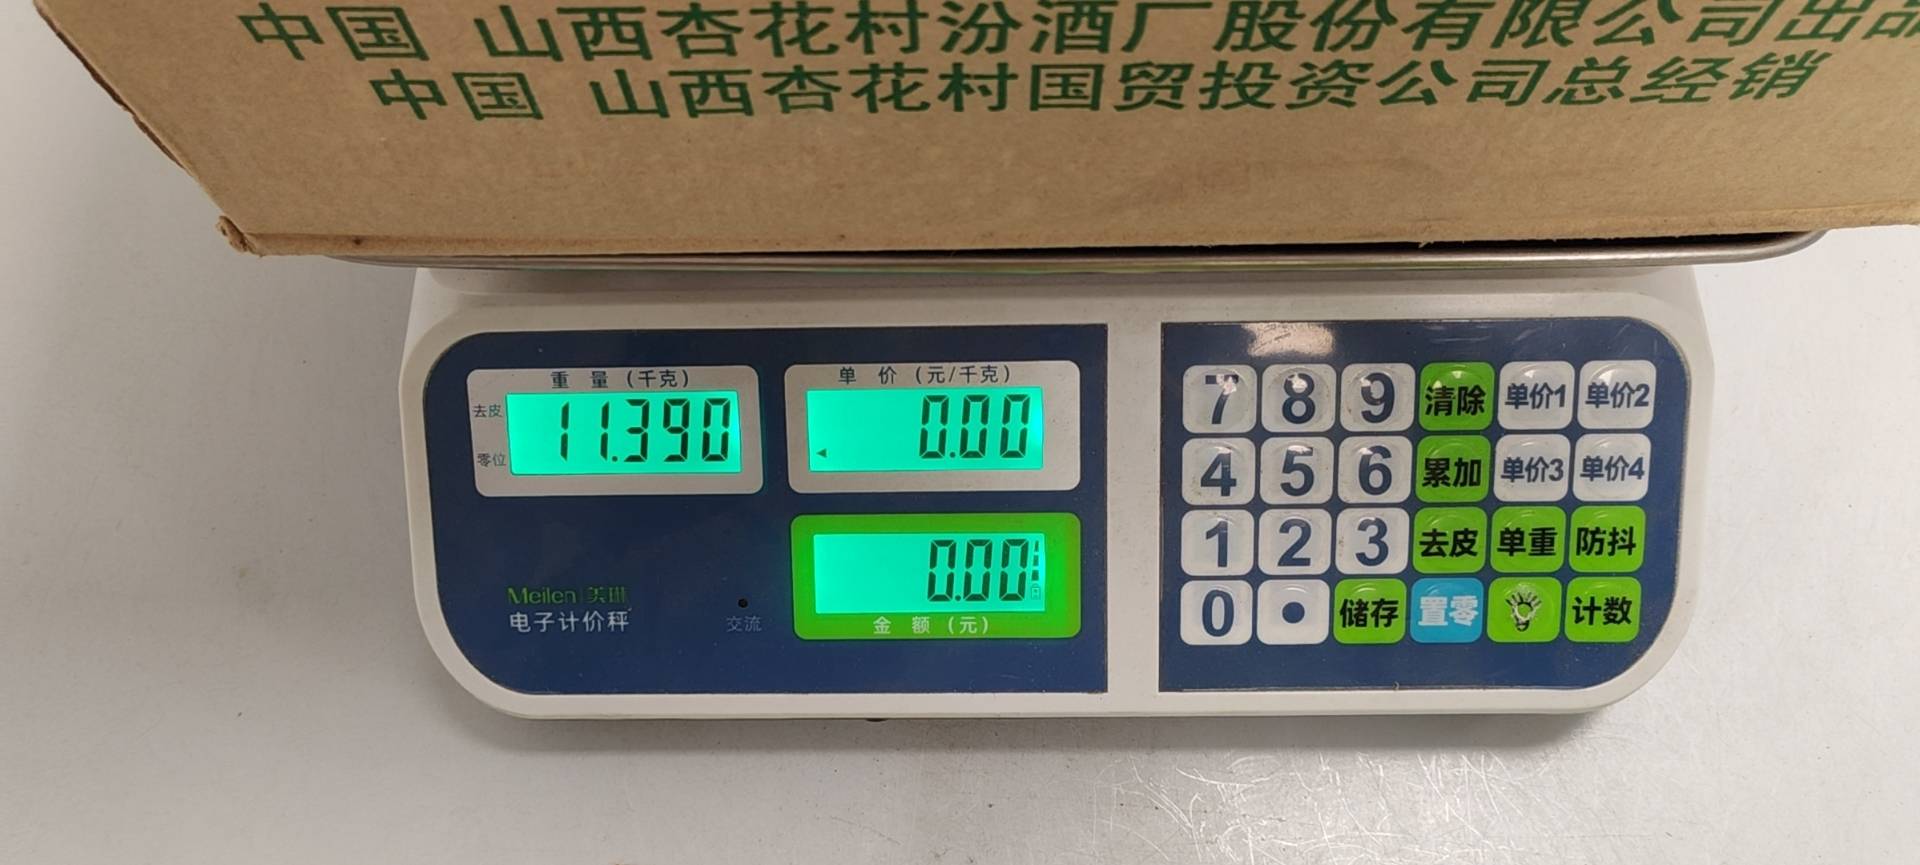 中国 山西杏花村汾酒厂股份有限公司出品
中国 山西杏花村国贸投资公司总经销
重 量 (千克)
去皮
零位
11.390
单 价 (元/千克)
0.00
0.00
金 额 (元)
Meilen 美琳
电子计价秤
交流
7 8 9 清除 单价1 单价2
4 5 6 累加 单价3 单价4
1 2 3 去皮 单重 防抖
0 • 储存 置零 计数